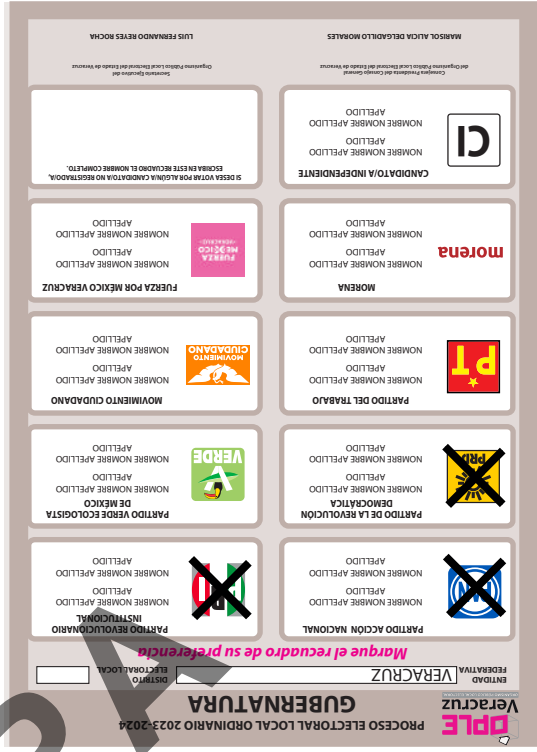 OPLE
Veracruz
PROCESO ELECTORAL LOCAL ORDINARIO 2023-2024
GUBERNATURA
ENTIDAD
FEDERATIVA
VERACRUZ
DISTRITO
ELECTORAL LOCAL
Marque el recuadro de su preferencia
PARTIDO ACCIÓN NACIONAL
NOMBRE NOMBRE APELLIDO
APELLIDO
NOMBRE NOMBRE APELLIDO
APELLIDO
PARTIDO REVOLUCIONARIO
INSTITUCIONAL
NOMBRE NOMBRE APELLIDO
APELLIDO
NOMBRE NOMBRE APELLIDO
APELLIDO
PRD
PARTIDO DE LA REVOLUCIÓN
DEMOCRÁTICA
NOMBRE NOMBRE APELLIDO
APELLIDO
NOMBRE NOMBRE APELLIDO
APELLIDO
VERDE
PARTIDO VERDE ECOLOGISTA
DE MÉXICO
NOMBRE NOMBRE APELLIDO
APELLIDO
NOMBRE NOMBRE APELLIDO
APELLIDO
PT
PARTIDO DEL TRABAJO
NOMBRE NOMBRE APELLIDO
APELLIDO
NOMBRE NOMBRE APELLIDO
APELLIDO
MOVIMIENTO
CIUDADANO
MOVIMIENTO CIUDADANO
NOMBRE NOMBRE APELLIDO
APELLIDO
NOMBRE NOMBRE APELLIDO
APELLIDO
morena
MORENA
NOMBRE NOMBRE APELLIDO
APELLIDO
NOMBRE NOMBRE APELLIDO
APELLIDO
FUERZA
MÉXICO
VERACRUZ
FUERZA POR MÉXICO VERACRUZ
NOMBRE NOMBRE APELLIDO
APELLIDO
NOMBRE NOMBRE APELLIDO
APELLIDO
CI
CANDIDATO/A INDEPENDIENTE
NOMBRE NOMBRE APELLIDO
APELLIDO
NOMBRE NOMBRE APELLIDO
APELLIDO
SI DESEA VOTAR POR ALGÚN/A CANDIDATO/A NO REGISTRADO/A,
ESCRIBA EN ESTE RECUADRO EL NOMBRE COMPLETO.
Consejera Presidenta del Consejo General
del Organismo Público Local Electoral del Estado de Veracruz
MARISOL ALICIA DELGADILLO MORALES
Secretario Ejecutivo del
Organismo Público Local Electoral del Estado de Veracruz
LUIS FERNANDO REYES ROCHA